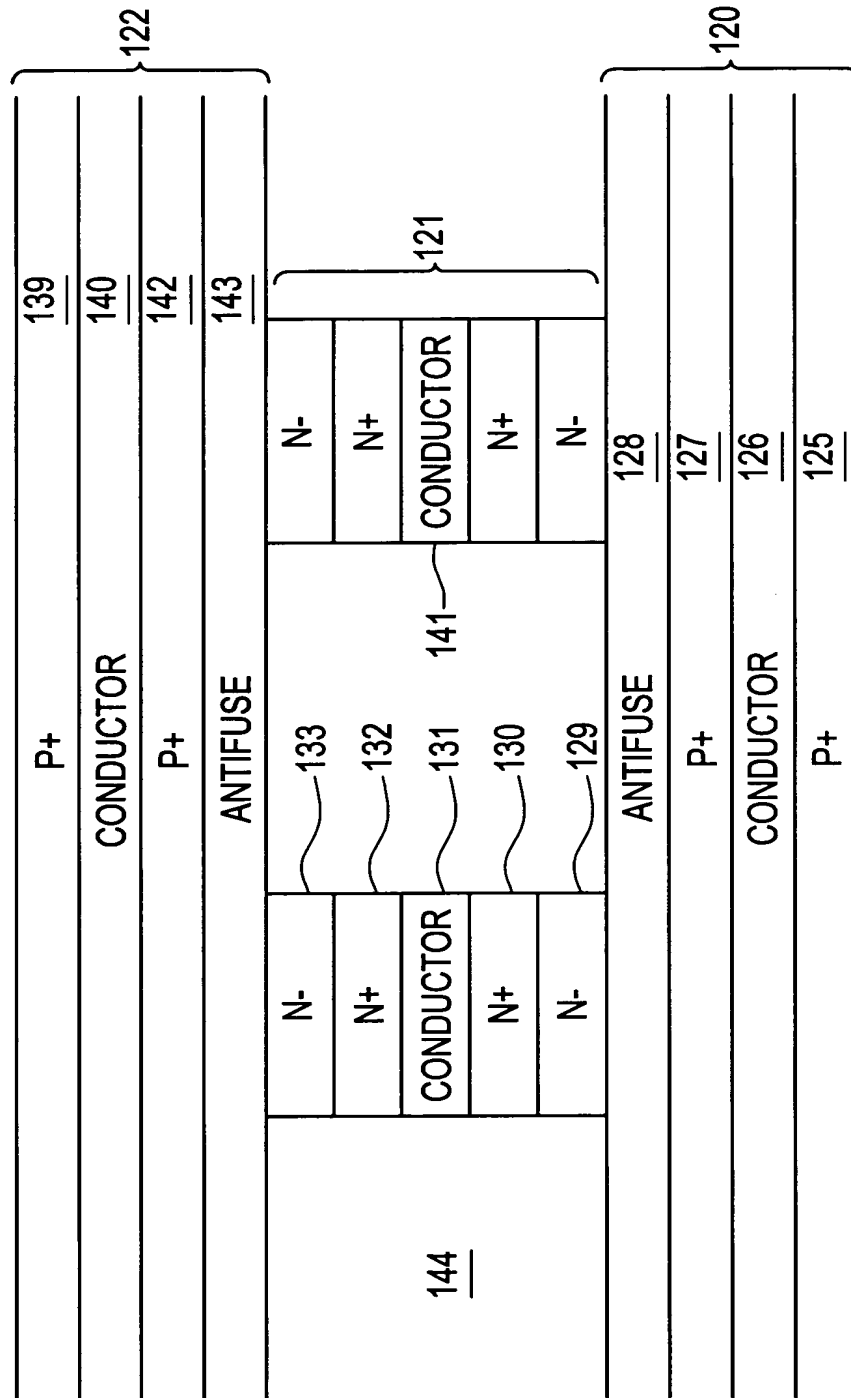 122
139
P+
140
CONDUCTOR
142
P+
143
ANTIFUSE
121
N-
N+
CONDUCTOR
N+
N-
141
133
132
131
130
129
N-
N+
CONDUCTOR
N+
N-
144
120
128
ANTIFUSE
127
P+
126
CONDUCTOR
125
P+